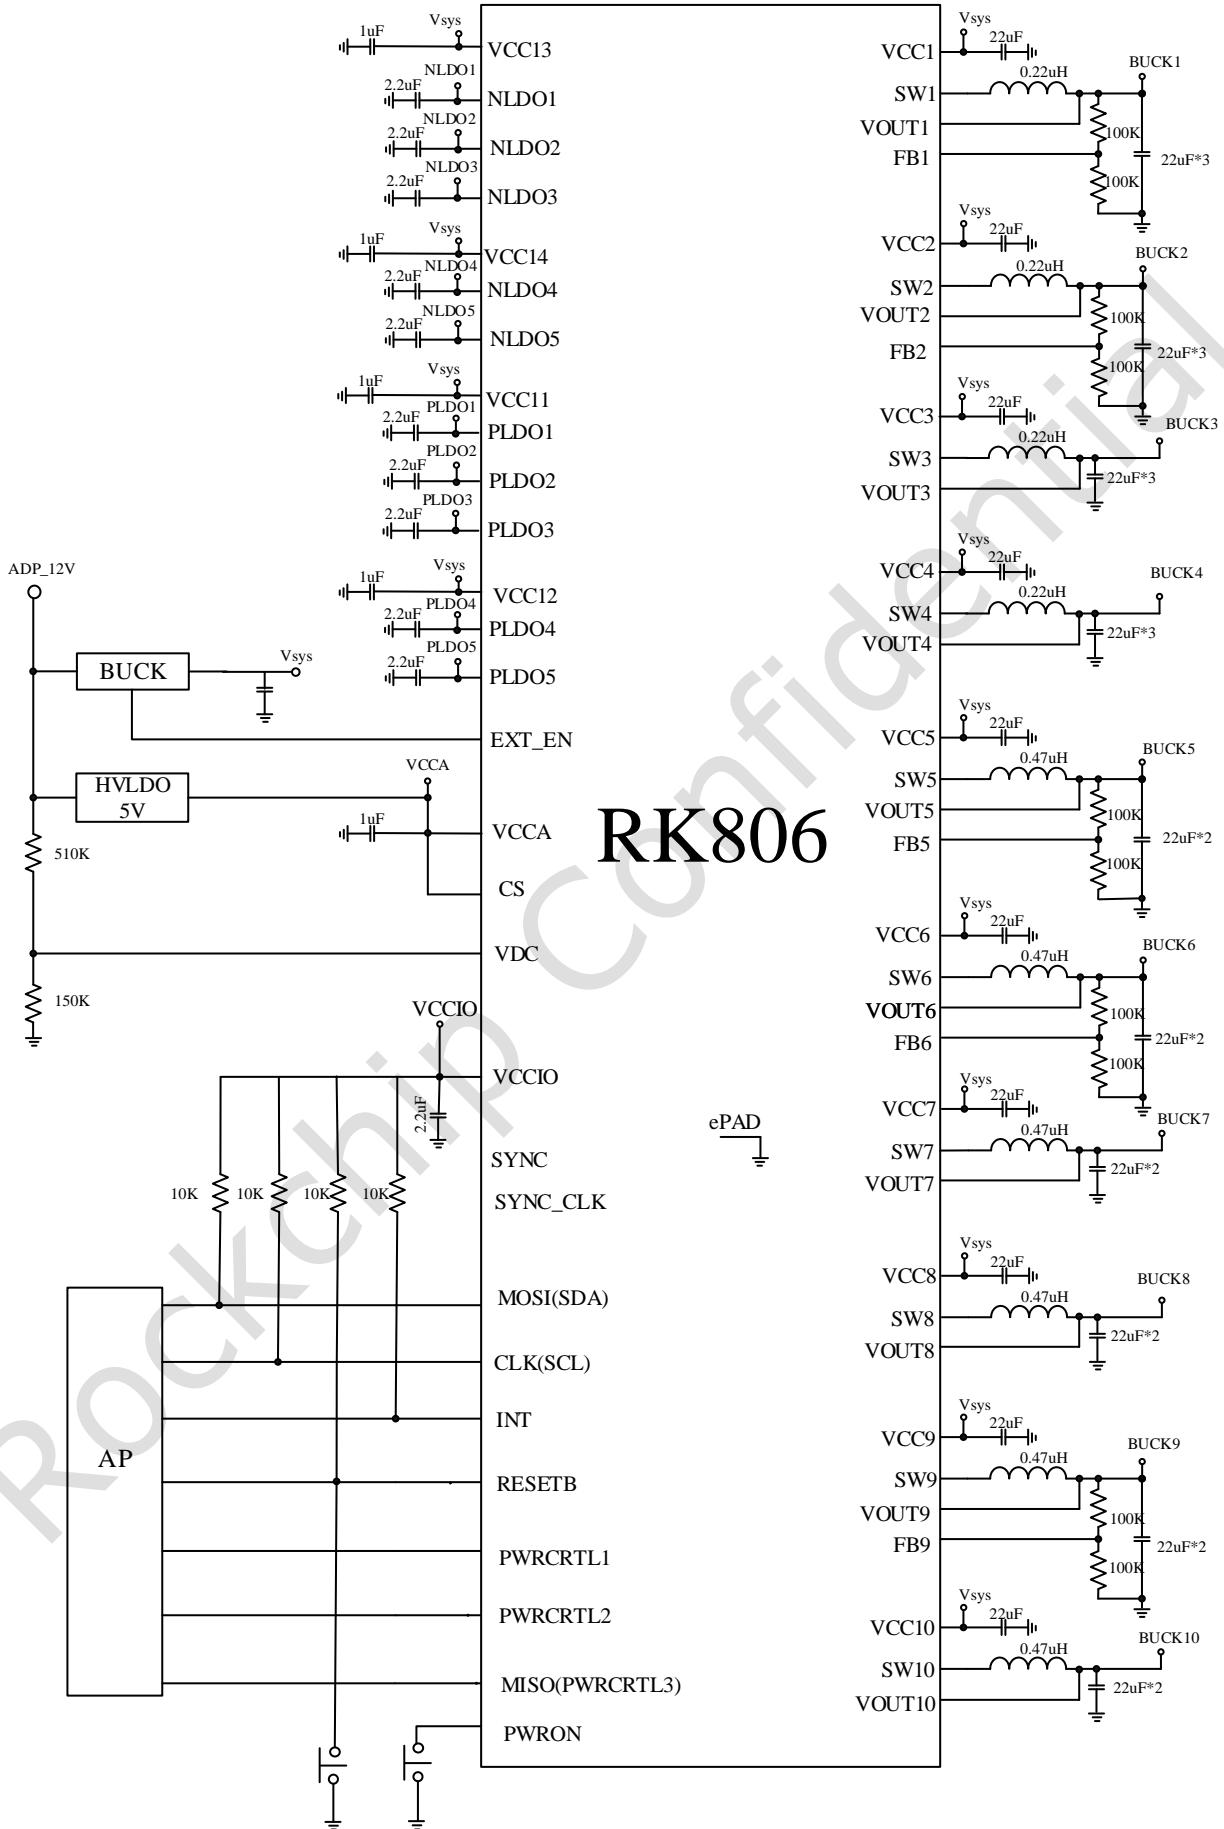 Vsys
1uF
VCC13
NLDO1
2.2uF
NLDO1
NLDO2
2.2uF
NLDO2
NLDO3
2.2uF
NLDO3
Vsys
1uF
VCC14
NLDO4
2.2uF
NLDO4
NLDO5
2.2uF
NLDO5
Vsys
1uF
VCC11
PLDO1
2.2uF
PLDO1
PLDO2
2.2uF
PLDO2
PLDO3
2.2uF
PLDO3
Vsys
1uF
VCC12
PLDO4
2.2uF
PLDO4
PLDO5
2.2uF
PLDO5
ADP_12V
BUCK
Vsys
EXT_EN
VCCA
HVLDO
5V
1uF
VCCA
510K
CS
VDC
150K
VCCIO
VCCIO
2.2uF
SYNC
10K
10K
10K
10K
SYNC_CLK
AP
MOSI(SDA)
CLK(SCL)
INT
RESETB
PWRCRTL1
PWRCRTL2
MISO(PWRCRTL3)
PWRON
RK806
ePAD
Vsys
22uF
VCC1
BUCK1
0.22uH
SW1
VOUT1
100K
FB1
22uF*3
100K
Vsys
22uF
VCC2
BUCK2
0.22uH
SW2
VOUT2
100K
FB2
22uF*3
100K
Vsys
22uF
VCC3
BUCK3
0.22uH
SW3
22uF*3
VOUT3
Vsys
22uF
VCC4
BUCK4
0.22uH
SW4
22uF*3
VOUT4
Vsys
22uF
VCC5
BUCK5
0.47uH
SW5
VOUT5
100K
FB5
22uF*2
100K
Vsys
22uF
VCC6
BUCK6
0.47uH
SW6
VOUT6
100K
FB6
22uF*2
100K
Vsys
22uF
VCC7
BUCK7
0.47uH
SW7
22uF*2
VOUT7
Vsys
22uF
VCC8
BUCK8
0.47uH
SW8
22uF*2
VOUT8
Vsys
22uF
VCC9
BUCK9
0.47uH
SW9
VOUT9
100K
FB9
22uF*2
100K
Vsys
22uF
VCC10
BUCK10
0.47uH
SW10
22uF*2
VOUT10
Rockchip Confidential